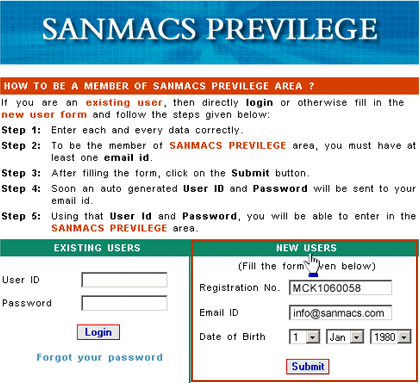 SANMACS PREVILEGE
HOW TO BE A MEMBER OF SANMACS PREVILEGE AREA ?
If you are an existing user, then directly login or otherwise fill in the
new user form and follow the steps given below:
Step 1: Enter each and every data correctly.
Step 2: To be the member of SANMACS PREVILEGE area, you must have at
least one email id.
Step 3: After filling the form, click on the Submit button.
Step 4: Soon an auto generated User ID and Password will be sent to your
email id.
Step 5: Using that User Id and Password, you will be able to enter in the
SANMACS PREVILEGE area.
EXISTING USERS
User ID
Password
Login
Forgot your password
NEW USERS
(Fill the form given below)
Registration No. MCK1060058
Email ID info@sanmacs.com
Date of Birth 1 Jan 1980
Submit